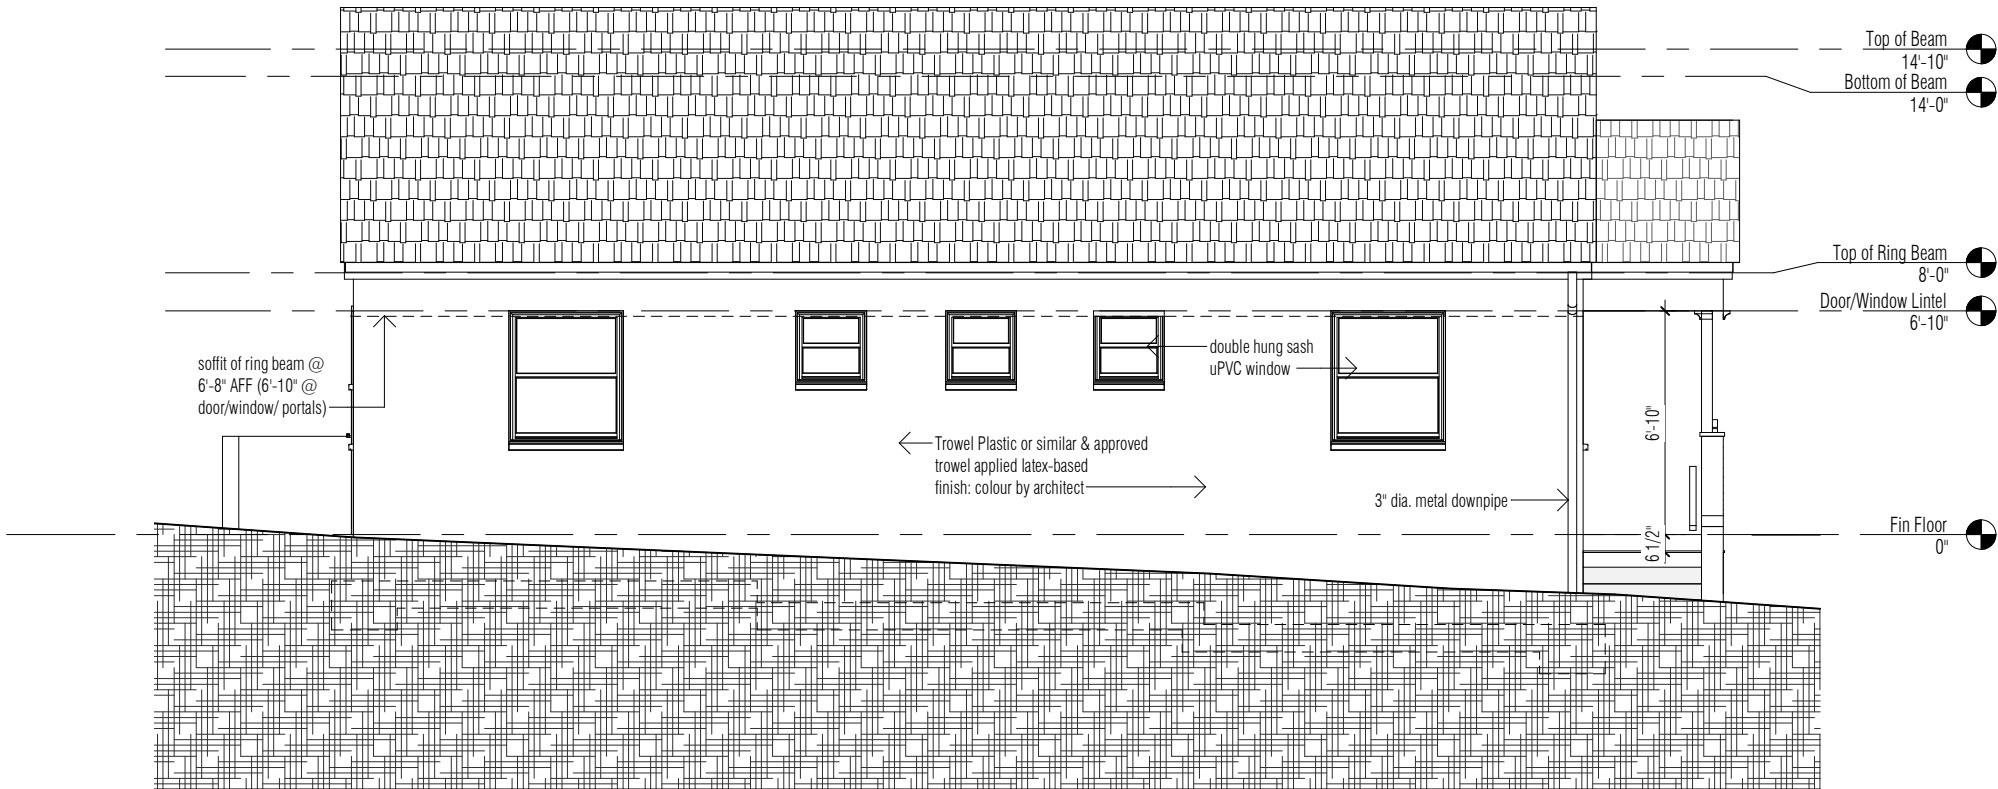 Top of Beam
14'-10"
Bottom of Beam
14'-0"
Top of Ring Beam
8'-0"
Door/Window Lintel
6'-10"
soffit of ring beam @
6'-8" AFF (6'-10" @
door/window/ portals)
double hung sash
uPVC window
6'-10"
Trowel Plastic or similar & approved
trowel applied latex-based
finish: colour by architect
3" dia. metal downpipe
6 1/2"
Fin Floor
0"